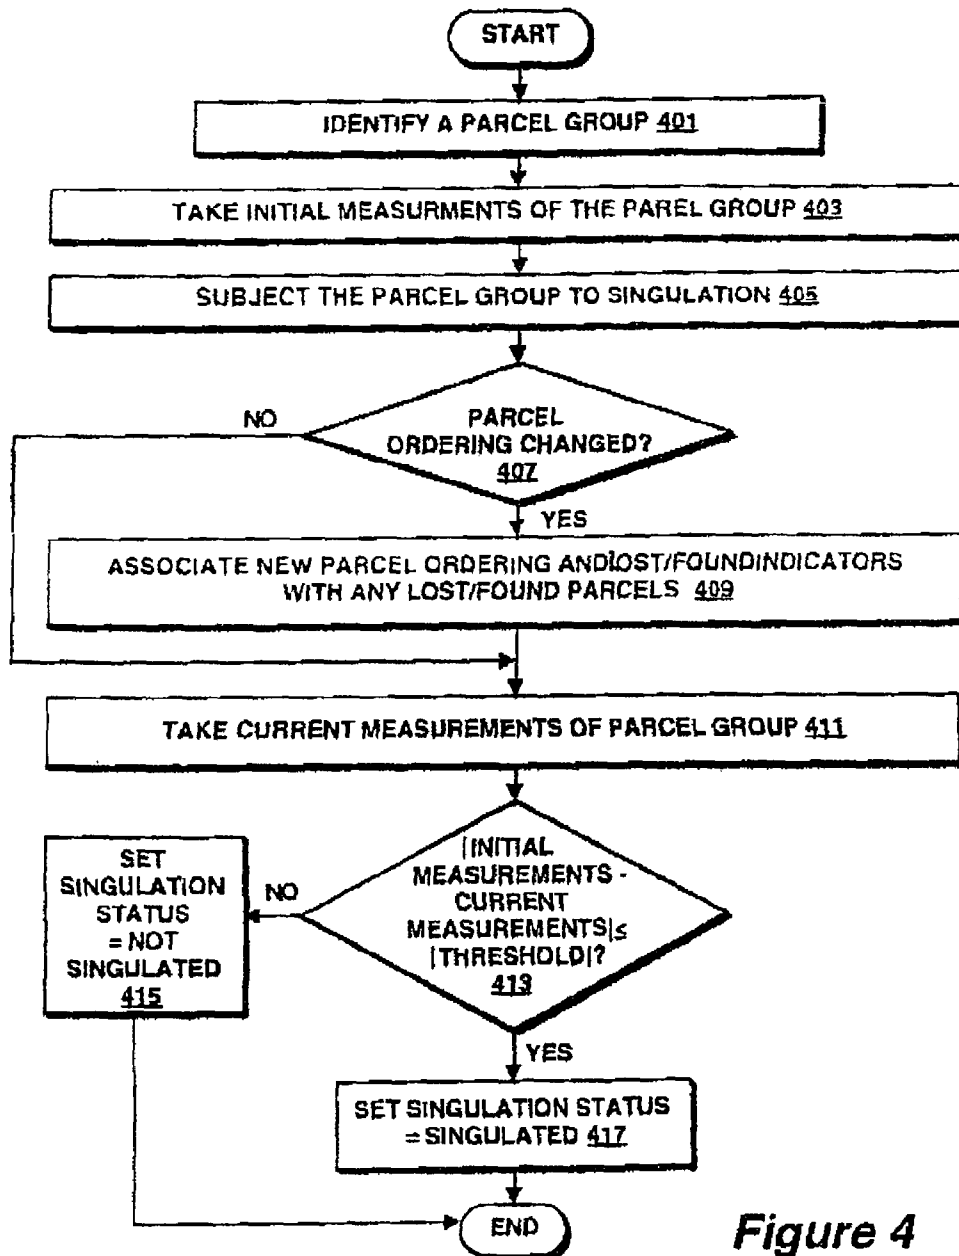 START
IDENTIFY A PARCEL GROUP 401
TAKE INITIAL MEASURMENTS OF THE PAREL GROUP 403
SUBJECT THE PARCEL GROUP TO SINGULATION 405
NO
PARCEL
ORDERING CHANGED?
407
YES
ASSOCIATE NEW PARCEL ORDERING ANDLOST/FOUNDINDICATORS
WITH ANY LOST/FOUND PARCELS 409
TAKE CURRENT MEASUREMENTS OF PARCEL GROUP 411
SET
SINGULATION
STATUS
= NOT
SINGULATED
415
NO
|INITIAL
MEASUREMENTS -
CURRENT
MEASUREMENTS|≤
|THRESHOLD|?
413
YES
SET SINGULATION STATUS
=SINGULATED 417
END
Figure 4